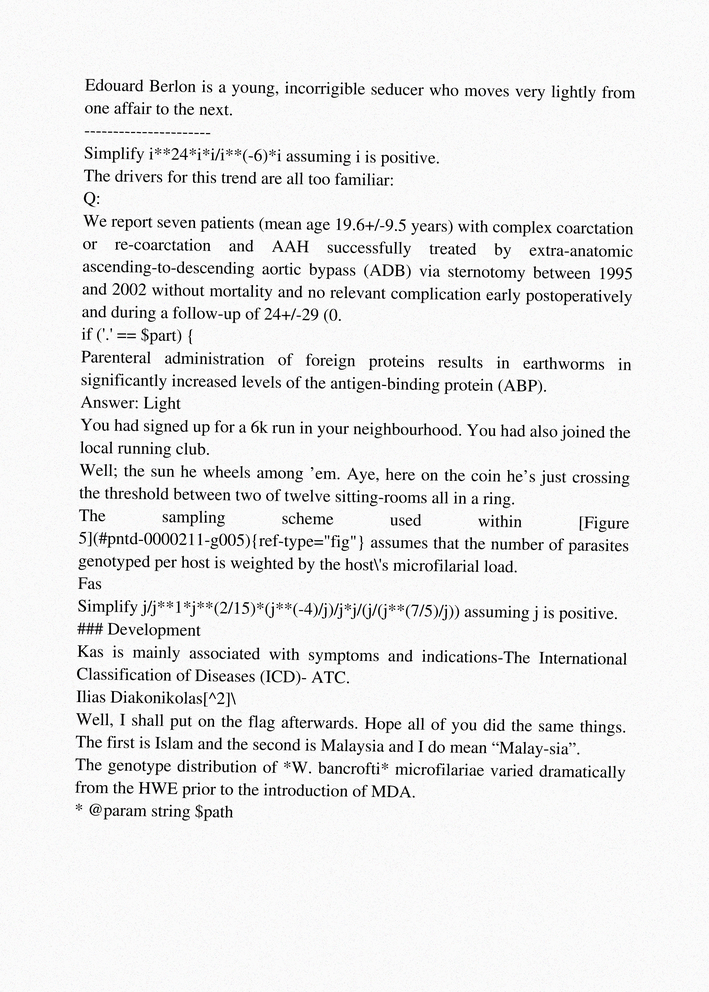 Edouard Berlon is a young, incorrigible seducer who moves very lightly from
one affair to the next.
----------------------
Simplify i**24*i*i/i**(-6)*i assuming i is positive.
The drivers for this trend are all too familiar:
Q:
We report seven patients (mean age 19.6+/-9.5 years) with complex coarctation
or re-coarctation and AAH successfully treated by extra-anatomic
ascending-to-descending aortic bypass (ADB) via sternotomy between 1995
and 2002 without mortality and no relevant complication early postoperatively
and during a follow-up of 24+/-29 (0.
if ('.' == $part) {
Parenteral administration of foreign proteins results in earthworms in
significantly increased levels of the antigen-binding protein (ABP).
Answer: Light
You had signed up for a 6k run in your neighbourhood. You had also joined the
local running club.
Well; the sun he wheels among ’em. Aye, here on the coin he’s just crossing
the threshold between two of twelve sitting-rooms all in a ring.
The sampling scheme used within [Figure
5](#pntd-0000211-g005){ref-type="fig"} assumes that the number of parasites
genotyped per host is weighted by the host\'s microfilarial load.
Fas
Simplify j/j**1*j**(2/15)*(j**(-4)/j)/j*j/(j/(j**(7/5)/j)) assuming j is positive.
### Development
Kas is mainly associated with symptoms and indications-The International
Classification of Diseases (ICD)- ATC.
Ilias Diakonikolas[^2]\
Well, I shall put on the flag afterwards. Hope all of you did the same things.
The first is Islam and the second is Malaysia and I do mean “Malay-sia”.
The genotype distribution of *W. bancrofti* microfilariae varied dramatically
from the HWE prior to the introduction of MDA.
* @param string $path